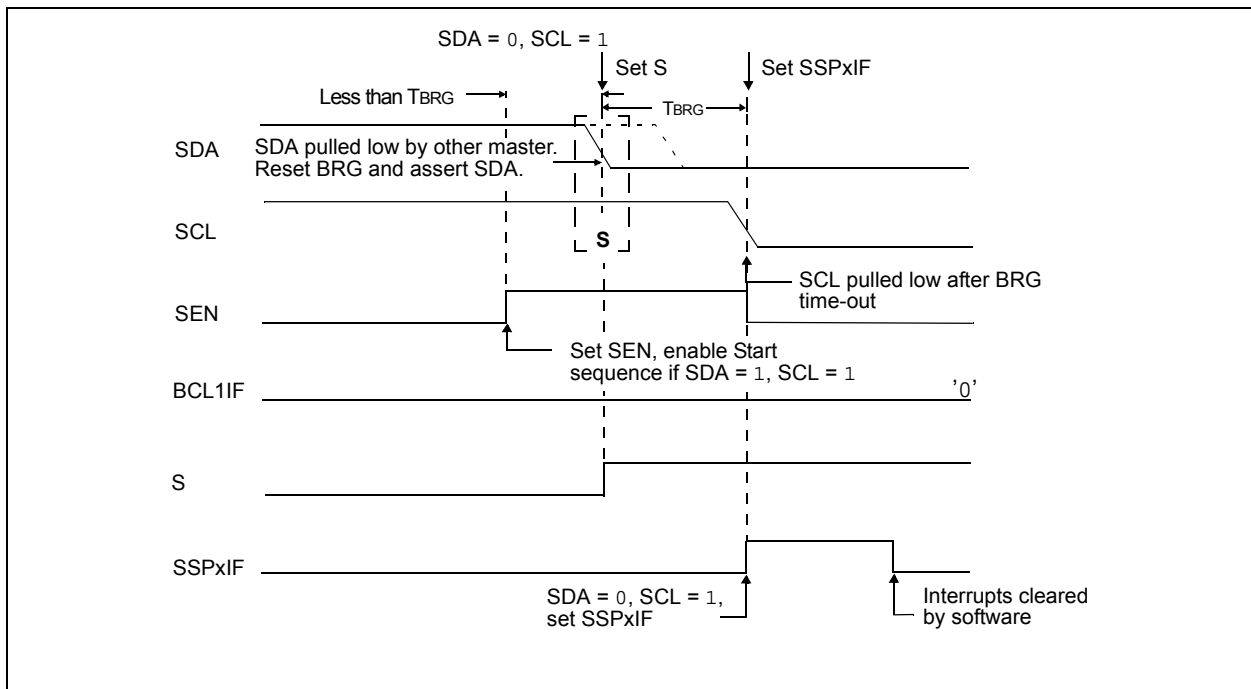 SDA = 0, SCL = 1
Set S
Set SSPxIF
Less than TBRG
TBRG
SDA
SDA pulled low by other master.
Reset BRG and assert SDA.
SCL
S
SCL pulled low after BRG
time-out
SEN
Set SEN, enable Start
sequence if SDA = 1, SCL = 1
BCL1IF
'0'
S
SSPxIF
SDA = 0, SCL = 1,
set SSPxIF
Interrupts cleared
by software